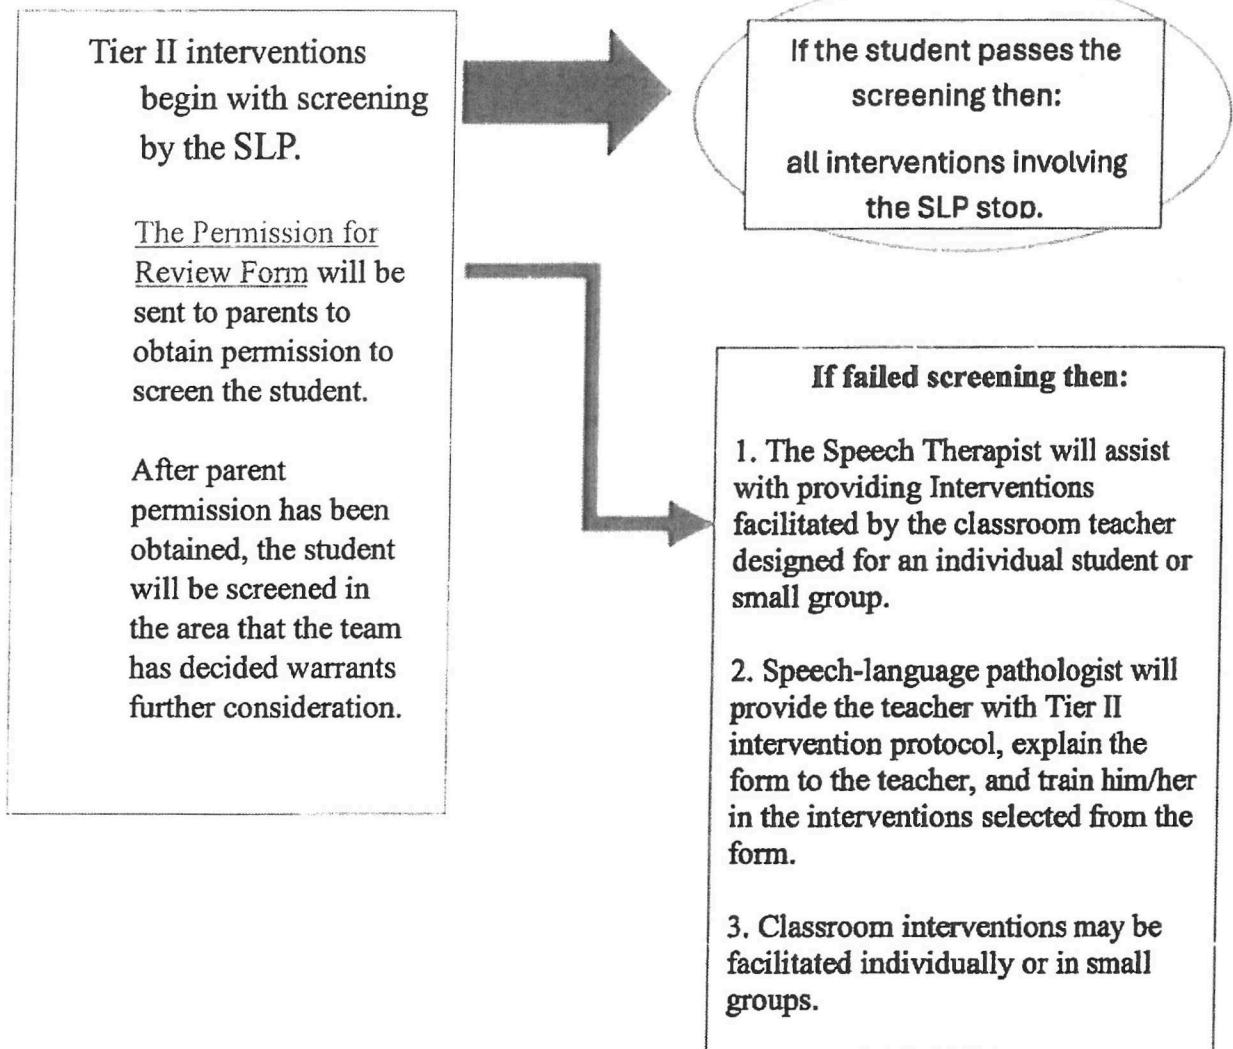 Tier II interventions
begin with screening
by the SLP.
The Permission for
Review Form will be
sent to parents to
obtain permission to
screen the student.
After parent
permission has been
obtained, the student
will be screened in
the area that the team
has decided warrants
further consideration.
If the student passes the
screening then:
all interventions involving
the SLP stop.
If failed screening then:
1. The Speech Therapist will assist
with providing Interventions
facilitated by the classroom teacher
designed for an individual student or
small group.
2. Speech-language pathologist will
provide the teacher with Tier II
intervention protocol, explain the
form to the teacher, and train him/her
in the interventions selected from the
form.
3. Classroom interventions may be
facilitated individually or in small
groups.